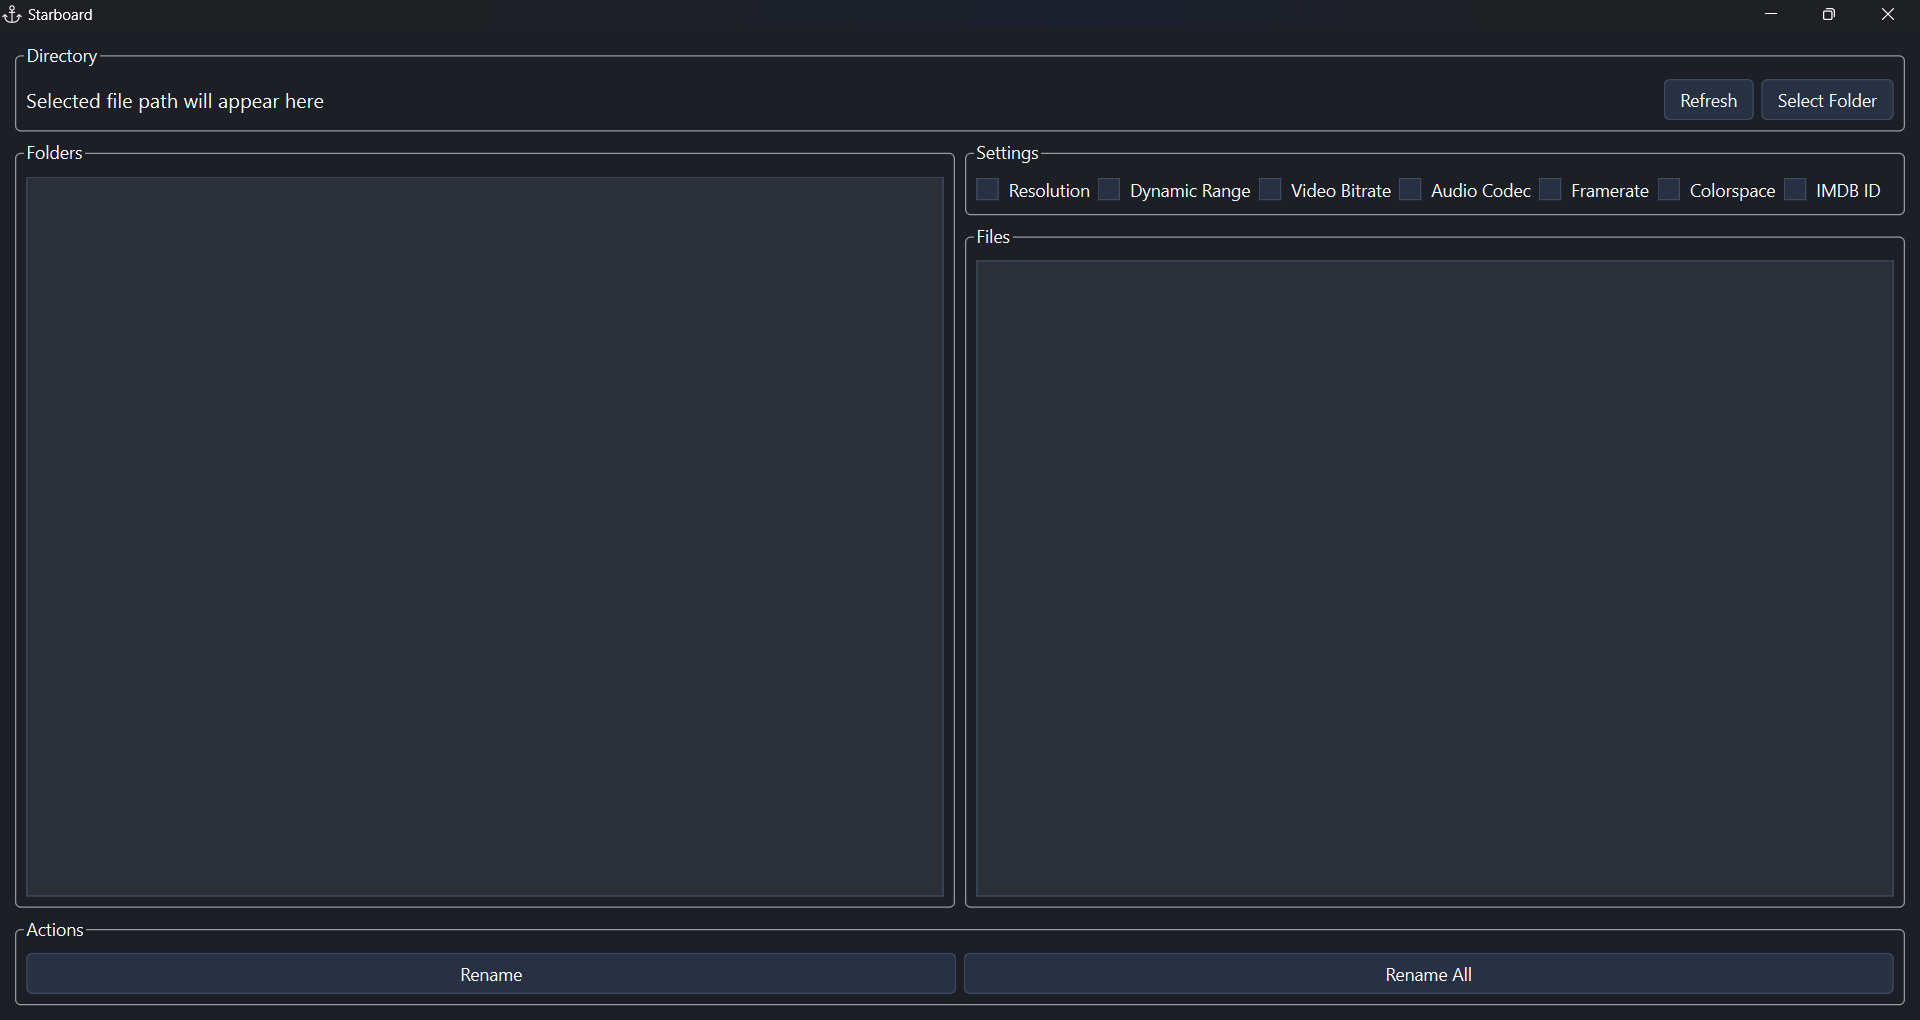 Starboard
Directory
Selected file path will appear here
Refresh
Select Folder
Folders
Settings
Resolution Dynamic Range Video Bitrate Audio Codec Framerate Colorspace IMDB ID
Files
Actions
Rename
Rename All